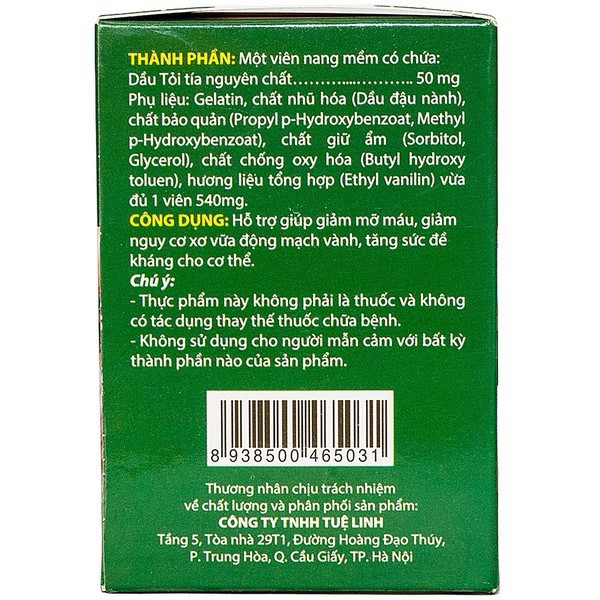 THÀNH PHẦN: Một viên nang mềm có chứa:
Dầu Tỏi tía nguyên chất………....……….. 50 mg
Phụ liệu: Gelatin, chất nhũ hóa (Dầu đậu nành),
chất bảo quản (Propyl p-Hydroxybenzoat, Methyl
p-Hydroxybenzoat), chất giữ ẩm (Sorbitol,
Glycerol), chất chống oxy hóa (Butyl hydroxy
toluen), hương liệu tổng hợp (Ethyl vanilin) vừa
đủ 1 viên 540mg.
CÔNG DỤNG: Hỗ trợ giúp giảm mỡ máu, giảm
nguy cơ xơ vữa động mạch vành, tăng sức đề
kháng cho cơ thể.
Chú ý:
- Thực phẩm này không phải là thuốc và không
có tác dụng thay thế thuốc chữa bệnh.
- Không sử dụng cho người mẫn cảm với bất kỳ
thành phần nào của sản phẩm.
8 938500 465031
Thương nhân chịu trách nhiệm
về chất lượng và phân phối sản phẩm:
CÔNG TY TNHH TUỆ LINH
Tầng 5, Tòa nhà 29T1, Đường Hoàng Đạo Thúy,
P. Trung Hòa, Q. Cầu Giấy, TP. Hà Nội